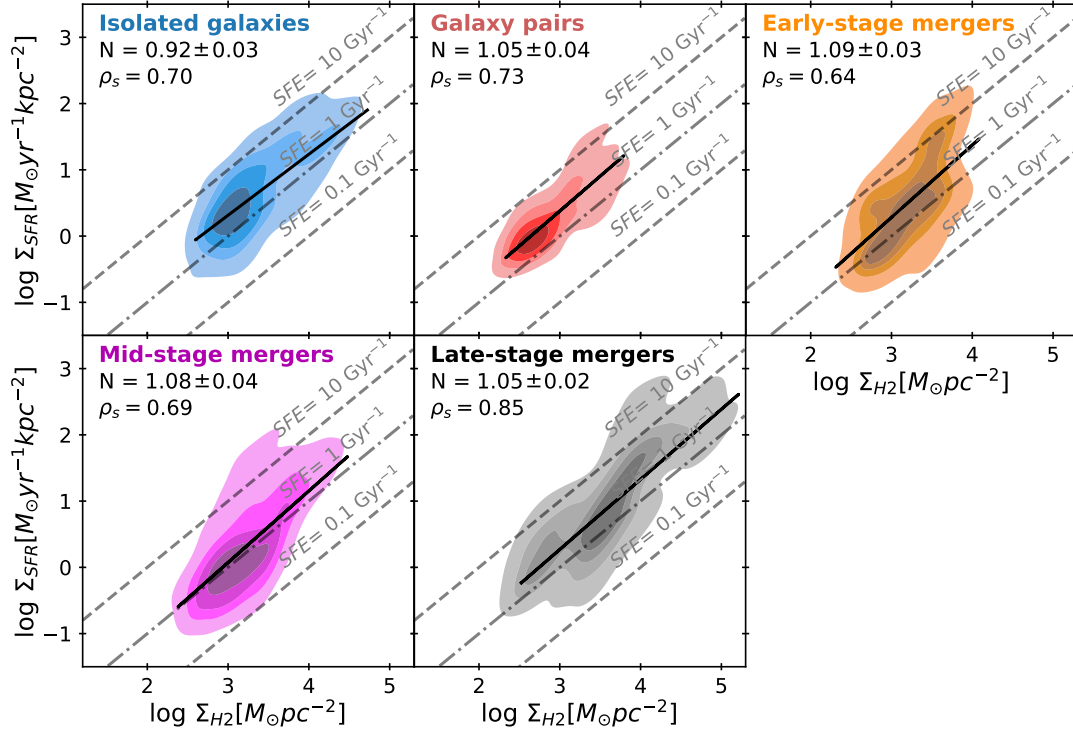 Isolated galaxies
N = 0.92±0.03
ρs = 0.70
SFE= 10 Gyr−1
SFE= 1 Gyr−1
SFE= 0.1 Gyr−1
Galaxy pairs
N = 1.05±0.04
ρs = 0.73
SFE= 10 Gyr−1
SFE= 1 Gyr−1
SFE= 0.1 Gyr−1
Early-stage mergers
N = 1.09±0.03
ρs = 0.64
SFE= 10 Gyr−1
SFE= 1 Gyr−1
SFE= 0.1 Gyr−1
3
2
1
0
−1
log ΣSFR[M⊙yr−1kpc−2]
2 3 4 5
log ΣH2[M⊙pc−2]
Mid-stage mergers
N = 1.08±0.04
ρs = 0.69
SFE= 10 Gyr−1
SFE= 1 Gyr−1
SFE= 0.1 Gyr−1
Late-stage mergers
N = 1.05±0.02
ρs = 0.85
SFE= 10 Gyr−1
1 Gyr−1
SFE= 0.1 Gyr−1
3
2
1
0
−1
log ΣSFR[M⊙yr−1kpc−2]
2 3 4 5
log ΣH2[M⊙pc−2]
2 3 4 5
log ΣH2[M⊙pc−2]